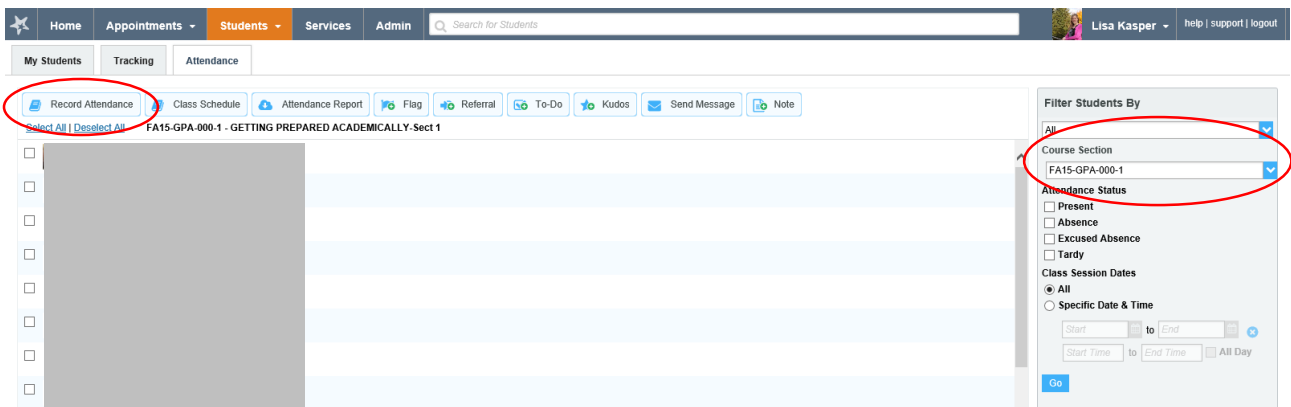 Home Appointments Students Services Admin Search for Students Lisa Kasper help | support | logout
My Students Tracking Attendance
Record Attendance Class Schedule Attendance Report Flag Referral To-Do Kudos Send Message Note
Select All | Deselect All FA15-GPA-000-1 - GETTING PREPARED ACADEMICALLY-Sect 1
Filter Students By
All
Course Section
FA15-GPA-000-1
Attendance Status
Present
Absence
Excused Absence
Tardy
Class Session Dates
All
Specific Date & Time
Start to End
Start Time to End Time All Day
Go